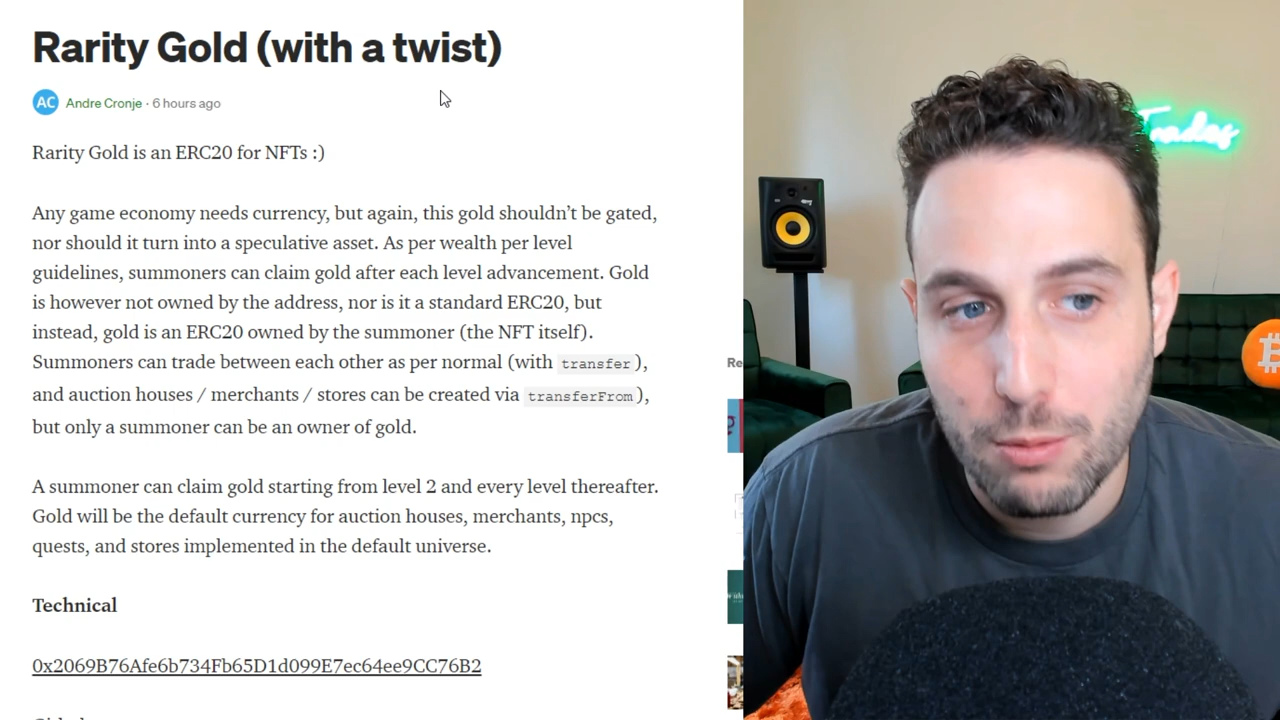 Rarity Gold (with a twist)
AC Andre Cronje · 6 hours ago
Rarity Gold is an ERC20 for NFTs :)
Any game economy needs currency, but again, this gold shouldn’t be gated,
nor should it turn into a speculative asset. As per wealth per level
guidelines, summoners can claim gold after each level advancement. Gold
is however not owned by the address, nor is it a standard ERC20, but
instead, gold is an ERC20 owned by the summoner (the NFT itself).
Summoners can trade between each other as per normal (with transfer),
and auction houses / merchants / stores can be created via transferFrom),
but only a summoner can be an owner of gold.
A summoner can claim gold starting from level 2 and every level thereafter.
Gold will be the default currency for auction houses, merchants, npcs,
quests, and stores implemented in the default universe.
Technical
0x2069B76Afe6b734Fb65D1d099E7ec64ee9CC76B2
Re
Trades